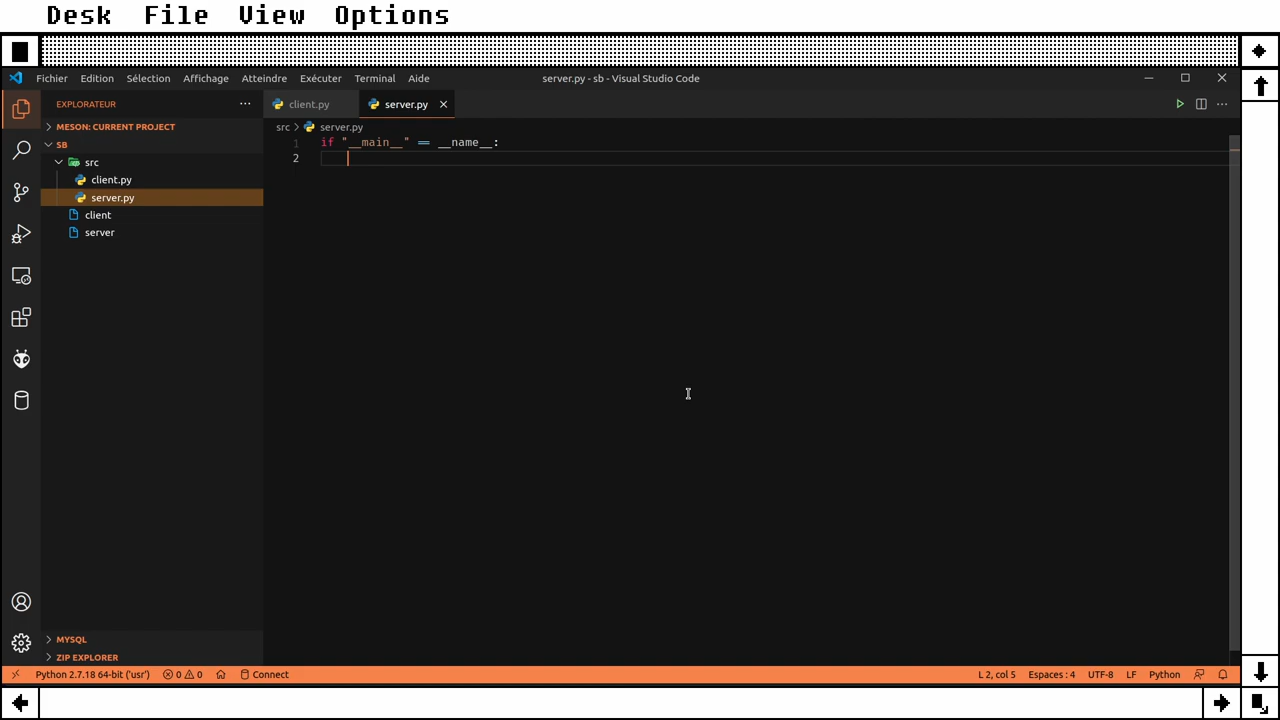 Desk File View Options
Fichier Edition Sélection Affichage Atteindre Exécuter Terminal Aide server.py - sb - Visual Studio Code
EXPLORATEUR
client.py server.py
MESON: CURRENT PROJECT
src server.py
SB
1 if "__main__" == __name__:
2
src
client.py
server.py
client
server
MYSQL
ZIP EXPLORER
Python 2.7.18 64-bit ('usr') 0 0 Connect L 2, col 5 Espaces : 4 UTF-8 LF Python